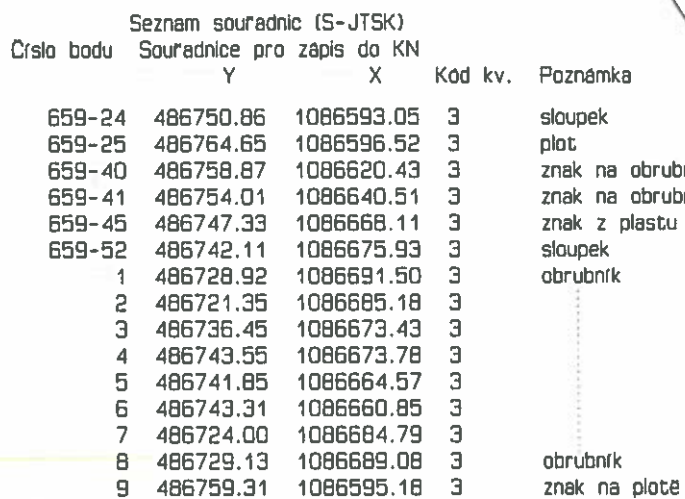 Seznam souřadnic (S-JTSK)
Číslo bodu Souřadnice pro zápis do KN
Y X Kód kv. Poznámka
659-24 486750.86 1086593.05 3 sloupek
659-25 486764.65 1086596.52 3 plot
659-40 486758.87 1086620.43 3 znak na obrub
659-41 486754.01 1086640.51 3 znak na obrub
659-45 486747.33 1086668.11 3 znak z plastu
659-52 486742.11 1086675.93 3 sloupek
1 486728.92 1086691.50 3 obrubník
2 486721.35 1086685.18 3
3 486736.45 1086673.43 3
4 486743.55 1086673.78 3
5 486741.85 1086664.57 3
6 486743.31 1086660.85 3
7 486724.00 1086684.79 3
8 486729.13 1086689.08 3 obrubník
9 486759.31 1086595.18 3 znak na plotě